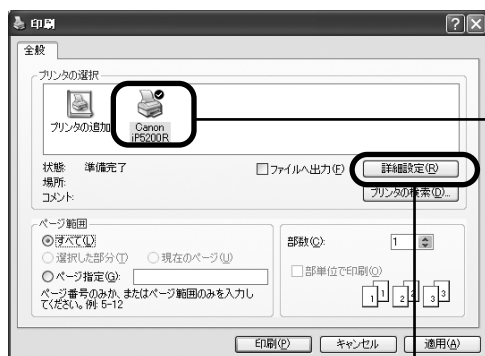 印刷
全般
プリンタの選択
プリンタの追加
Canon
iP5200R
状態: 準備完了
場所:
コメント:
ファイルへ出力(F)
詳細設定(R)
プリンタの検索(D)...
ページ範囲
すべて(L)
選択した部分(T) 現在のページ(U)
ページ指定(G):
ページ番号のみか、またはページ範囲のみを入力し
てください。例: 5-12
部数(C): 1
部単位で印刷(O)
1 1 2 2 3 3
印刷(P) キャンセル 適用(A)